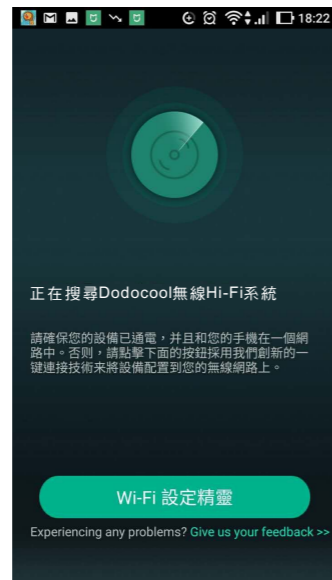 18:22
正在搜尋Dodocool無線Hi-Fi系統
請確保您的設備已通電，并且和您的手機在一個網
路中。否则，請點擊下面的按鈕採用我們創新的一
键連接技術来將設備配置到您的無線網路上。
Wi-Fi 設定精靈
Experiencing any problems? Give us your feedback >>